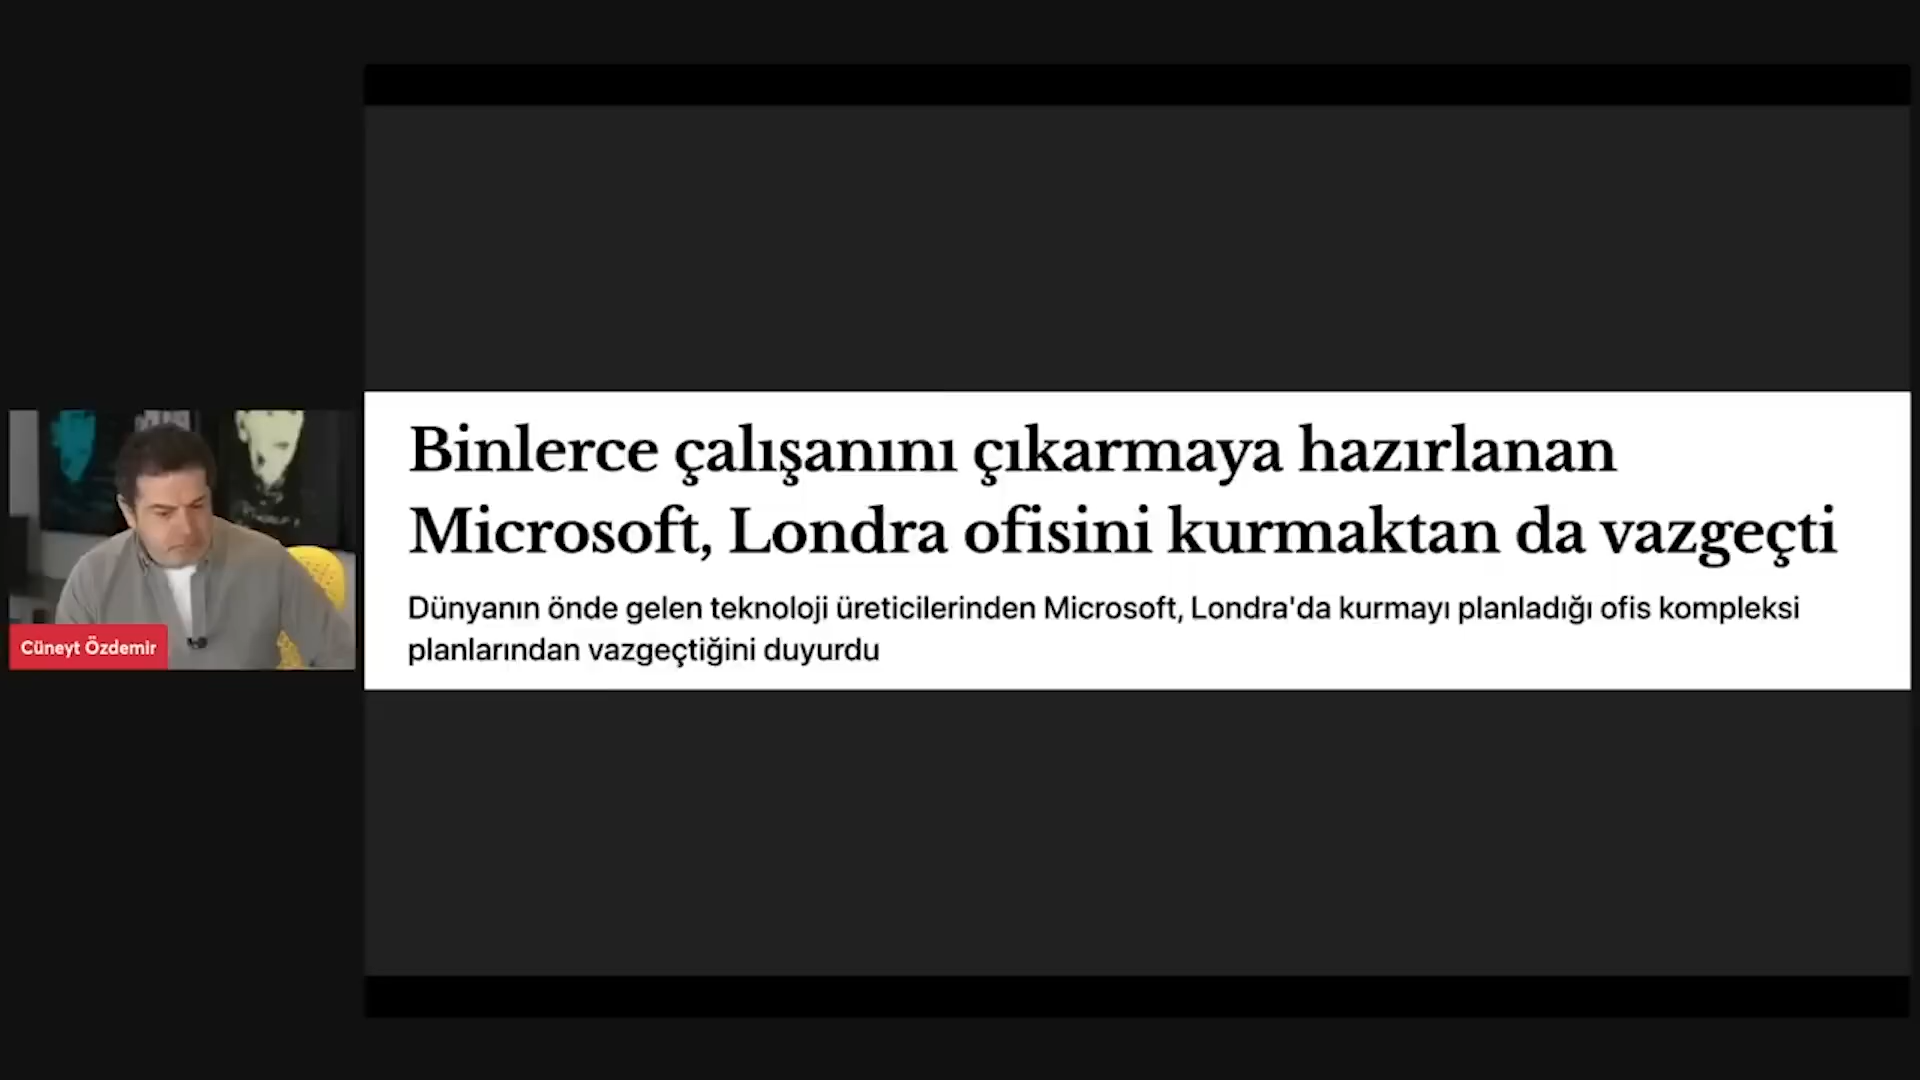 Binlerce çalışanını çıkarmaya hazırlanan
Microsoft, Londra ofisini kurmaktan da vazgeçti
Dünyanın önde gelen teknoloji üreticilerinden Microsoft, Londra'da kurmayı planladığı ofis kompleksi
planlarından vazgeçtiğini duyurdu
Cüneyt Özdemir